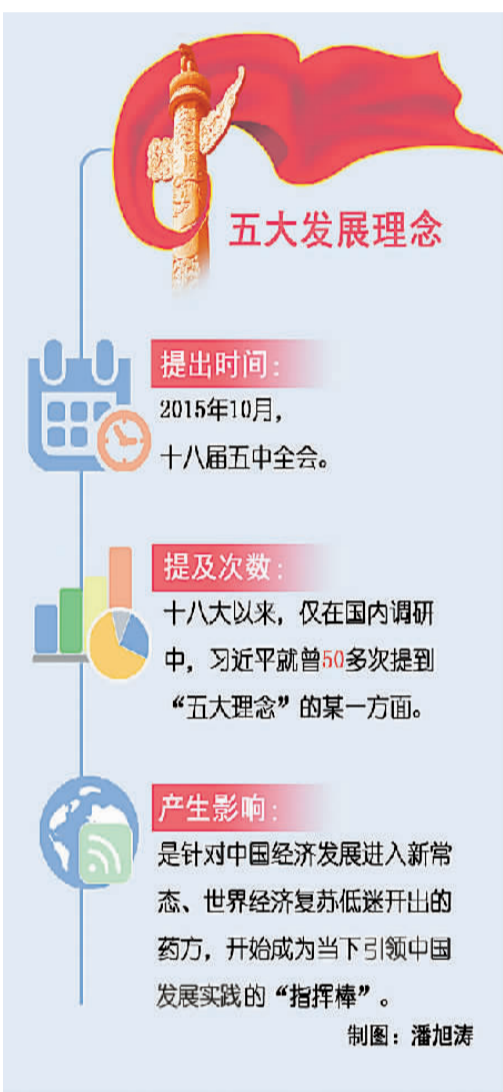 五大发展理念
提出时间：
2015年10月，
十八届五中全会。
提及次数：
十八大以来，仅在国内调研
中，习近平就曾50多次提到
“五大理念”的某一方面。
产生影响：
是针对中国经济发展进入新常
态、世界经济复苏低迷开出的
药方，开始成为当下引领中国
发展实践的“指挥棒”。
制图：潘旭涛